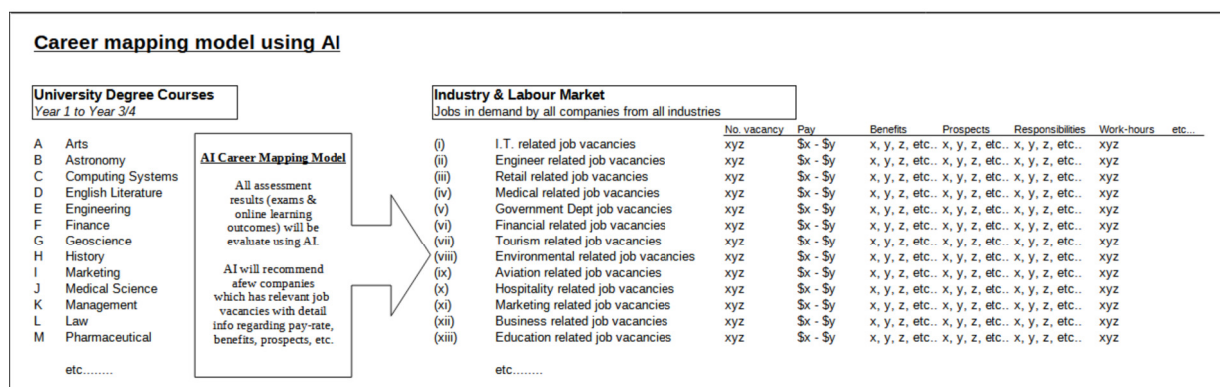 Career mapping model using AI
University Degree Courses
Year 1 to Year 3/4
A Arts
B Astronomy
C Computing Systems
D English Literature
E Engineering
F Finance
G Geoscience
H History
I Marketing
J Medical Science
K Management
L Law
M Pharmaceutical
etc........
AI Career Mapping Model
All assessment
results (exams &
online learning
outcomes) will be
evaluate using AI.
AI will recommend
afew companies
which has relevant job
vacancies with detail
info regarding pay-rate,
benefits, prospects, etc.
Industry & Labour Market
Jobs in demand by all companies from all industries
No. vacancy Pay Benefits Prospects Responsibilities Work-hours etc...
(i) I.T. related job vacancies xyz $x - $y x, y, z, etc.. x, y, z, etc.. x, y, z, etc.. xyz
(ii) Engineer related job vacancies xyz $x - $y x, y, z, etc.. x, y, z, etc.. x, y, z, etc.. xyz
(iii) Retail related job vacancies xyz $x - $y x, y, z, etc.. x, y, z, etc.. x, y, z, etc.. xyz
(iv) Medical related job vacancies xyz $x - $y x, y, z, etc.. x, y, z, etc.. x, y, z, etc.. xyz
(v) Government Dept job vacancies xyz $x - $y x, y, z, etc.. x, y, z, etc.. x, y, z, etc.. xyz
(vi) Financial related job vacancies xyz $x - $y x, y, z, etc.. x, y, z, etc.. x, y, z, etc.. xyz
(vii) Tourism related job vacancies xyz $x - $y x, y, z, etc.. x, y, z, etc.. x, y, z, etc.. xyz
(viii) Environmental related job vacancies xyz $x - $y x, y, z, etc.. x, y, z, etc.. x, y, z, etc.. xyz
(ix) Aviation related job vacancies xyz $x - $y x, y, z, etc.. x, y, z, etc.. x, y, z, etc.. xyz
(x) Hospitality related job vacancies xyz $x - $y x, y, z, etc.. x, y, z, etc.. x, y, z, etc.. xyz
(xi) Marketing related job vacancies xyz $x - $y x, y, z, etc.. x, y, z, etc.. x, y, z, etc.. xyz
(xii) Business related job vacancies xyz $x - $y x, y, z, etc.. x, y, z, etc.. x, y, z, etc.. xyz
(xiii) Education related job vacancies xyz $x - $y x, y, z, etc.. x, y, z, etc.. x, y, z, etc.. xyz
etc........